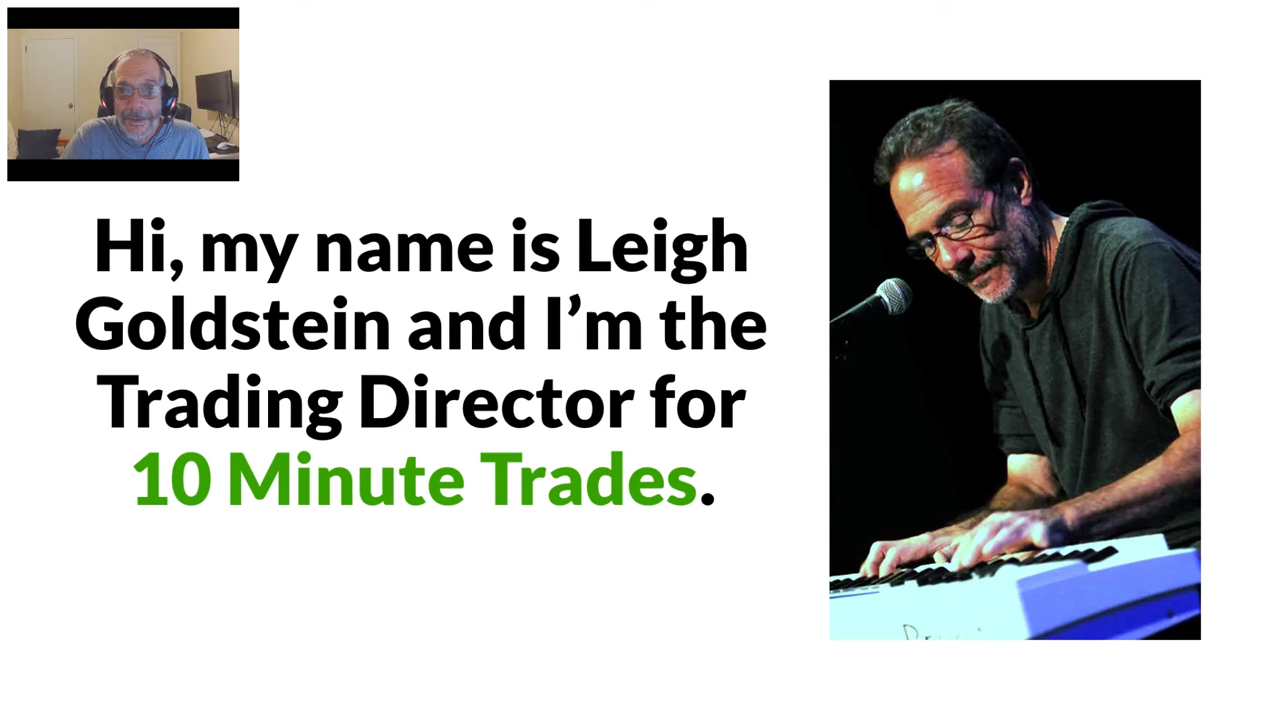 Hi, my name is Leigh
Goldstein and I’m the
Trading Director for
10 Minute Trades.